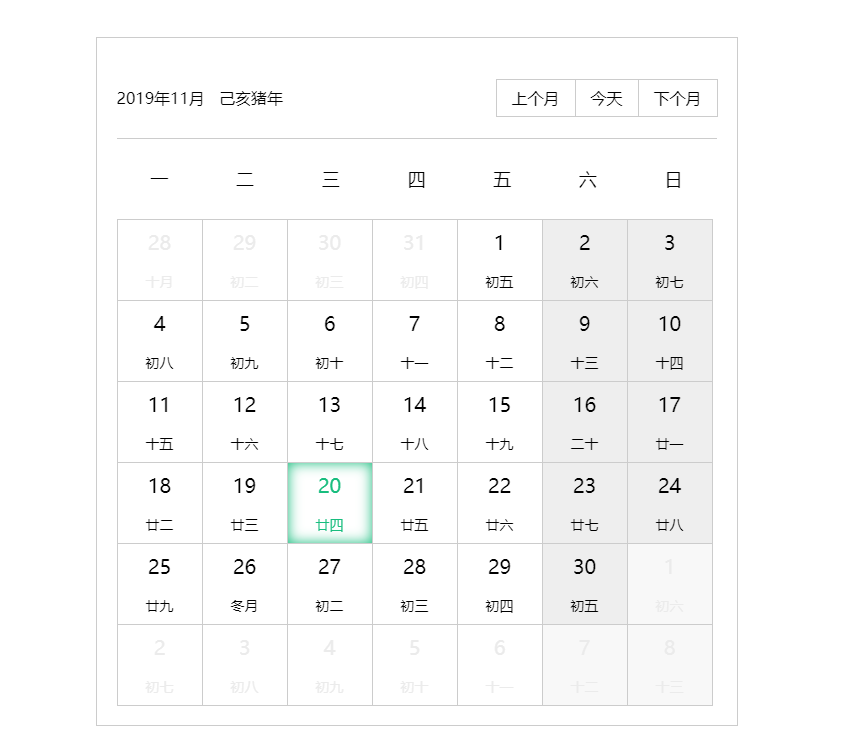 2019年11月 己亥猪年 上个月 今天 下个月
一 二 三 四 五 六 日
28 29 30 31 1 2 3
十月 初二 初三 初四 初五 初六 初七
4 5 6 7 8 9 10
初八 初九 初十 十一 十二 十三 十四
11 12 13 14 15 16 17
十五 十六 十七 十八 十九 二十 廿一
18 19 20 21 22 23 24
廿二 廿三 廿四 廿五 廿六 廿七 廿八
25 26 27 28 29 30 1
廿九 冬月 初二 初三 初四 初五 初六
2 3 4 5 6 7 8
初七 初八 初九 初十 十一 十二 十三